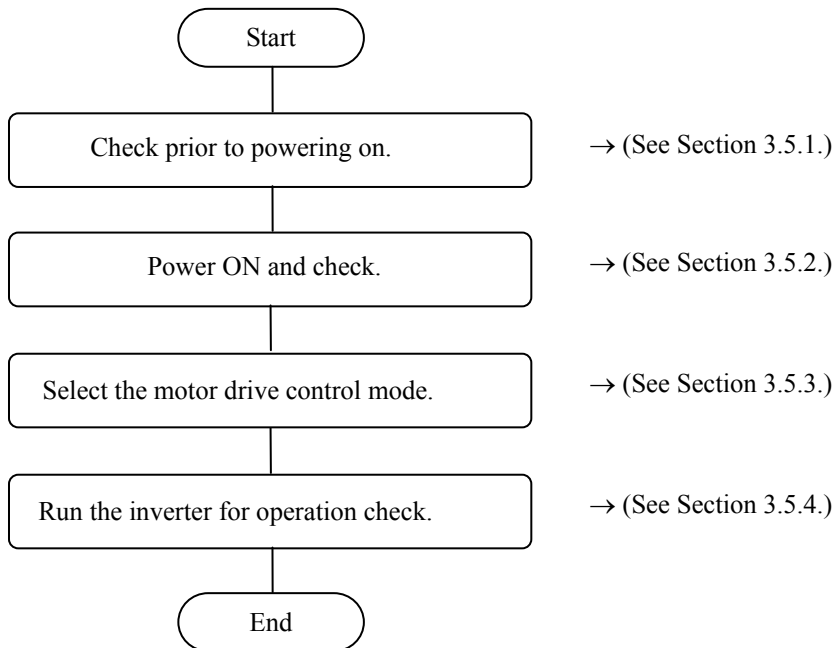 Start
Check prior to powering on. → (See Section 3.5.1.)
Power ON and check. → (See Section 3.5.2.)
Select the motor drive control mode. → (See Section 3.5.3.)
Run the inverter for operation check. → (See Section 3.5.4.)
End